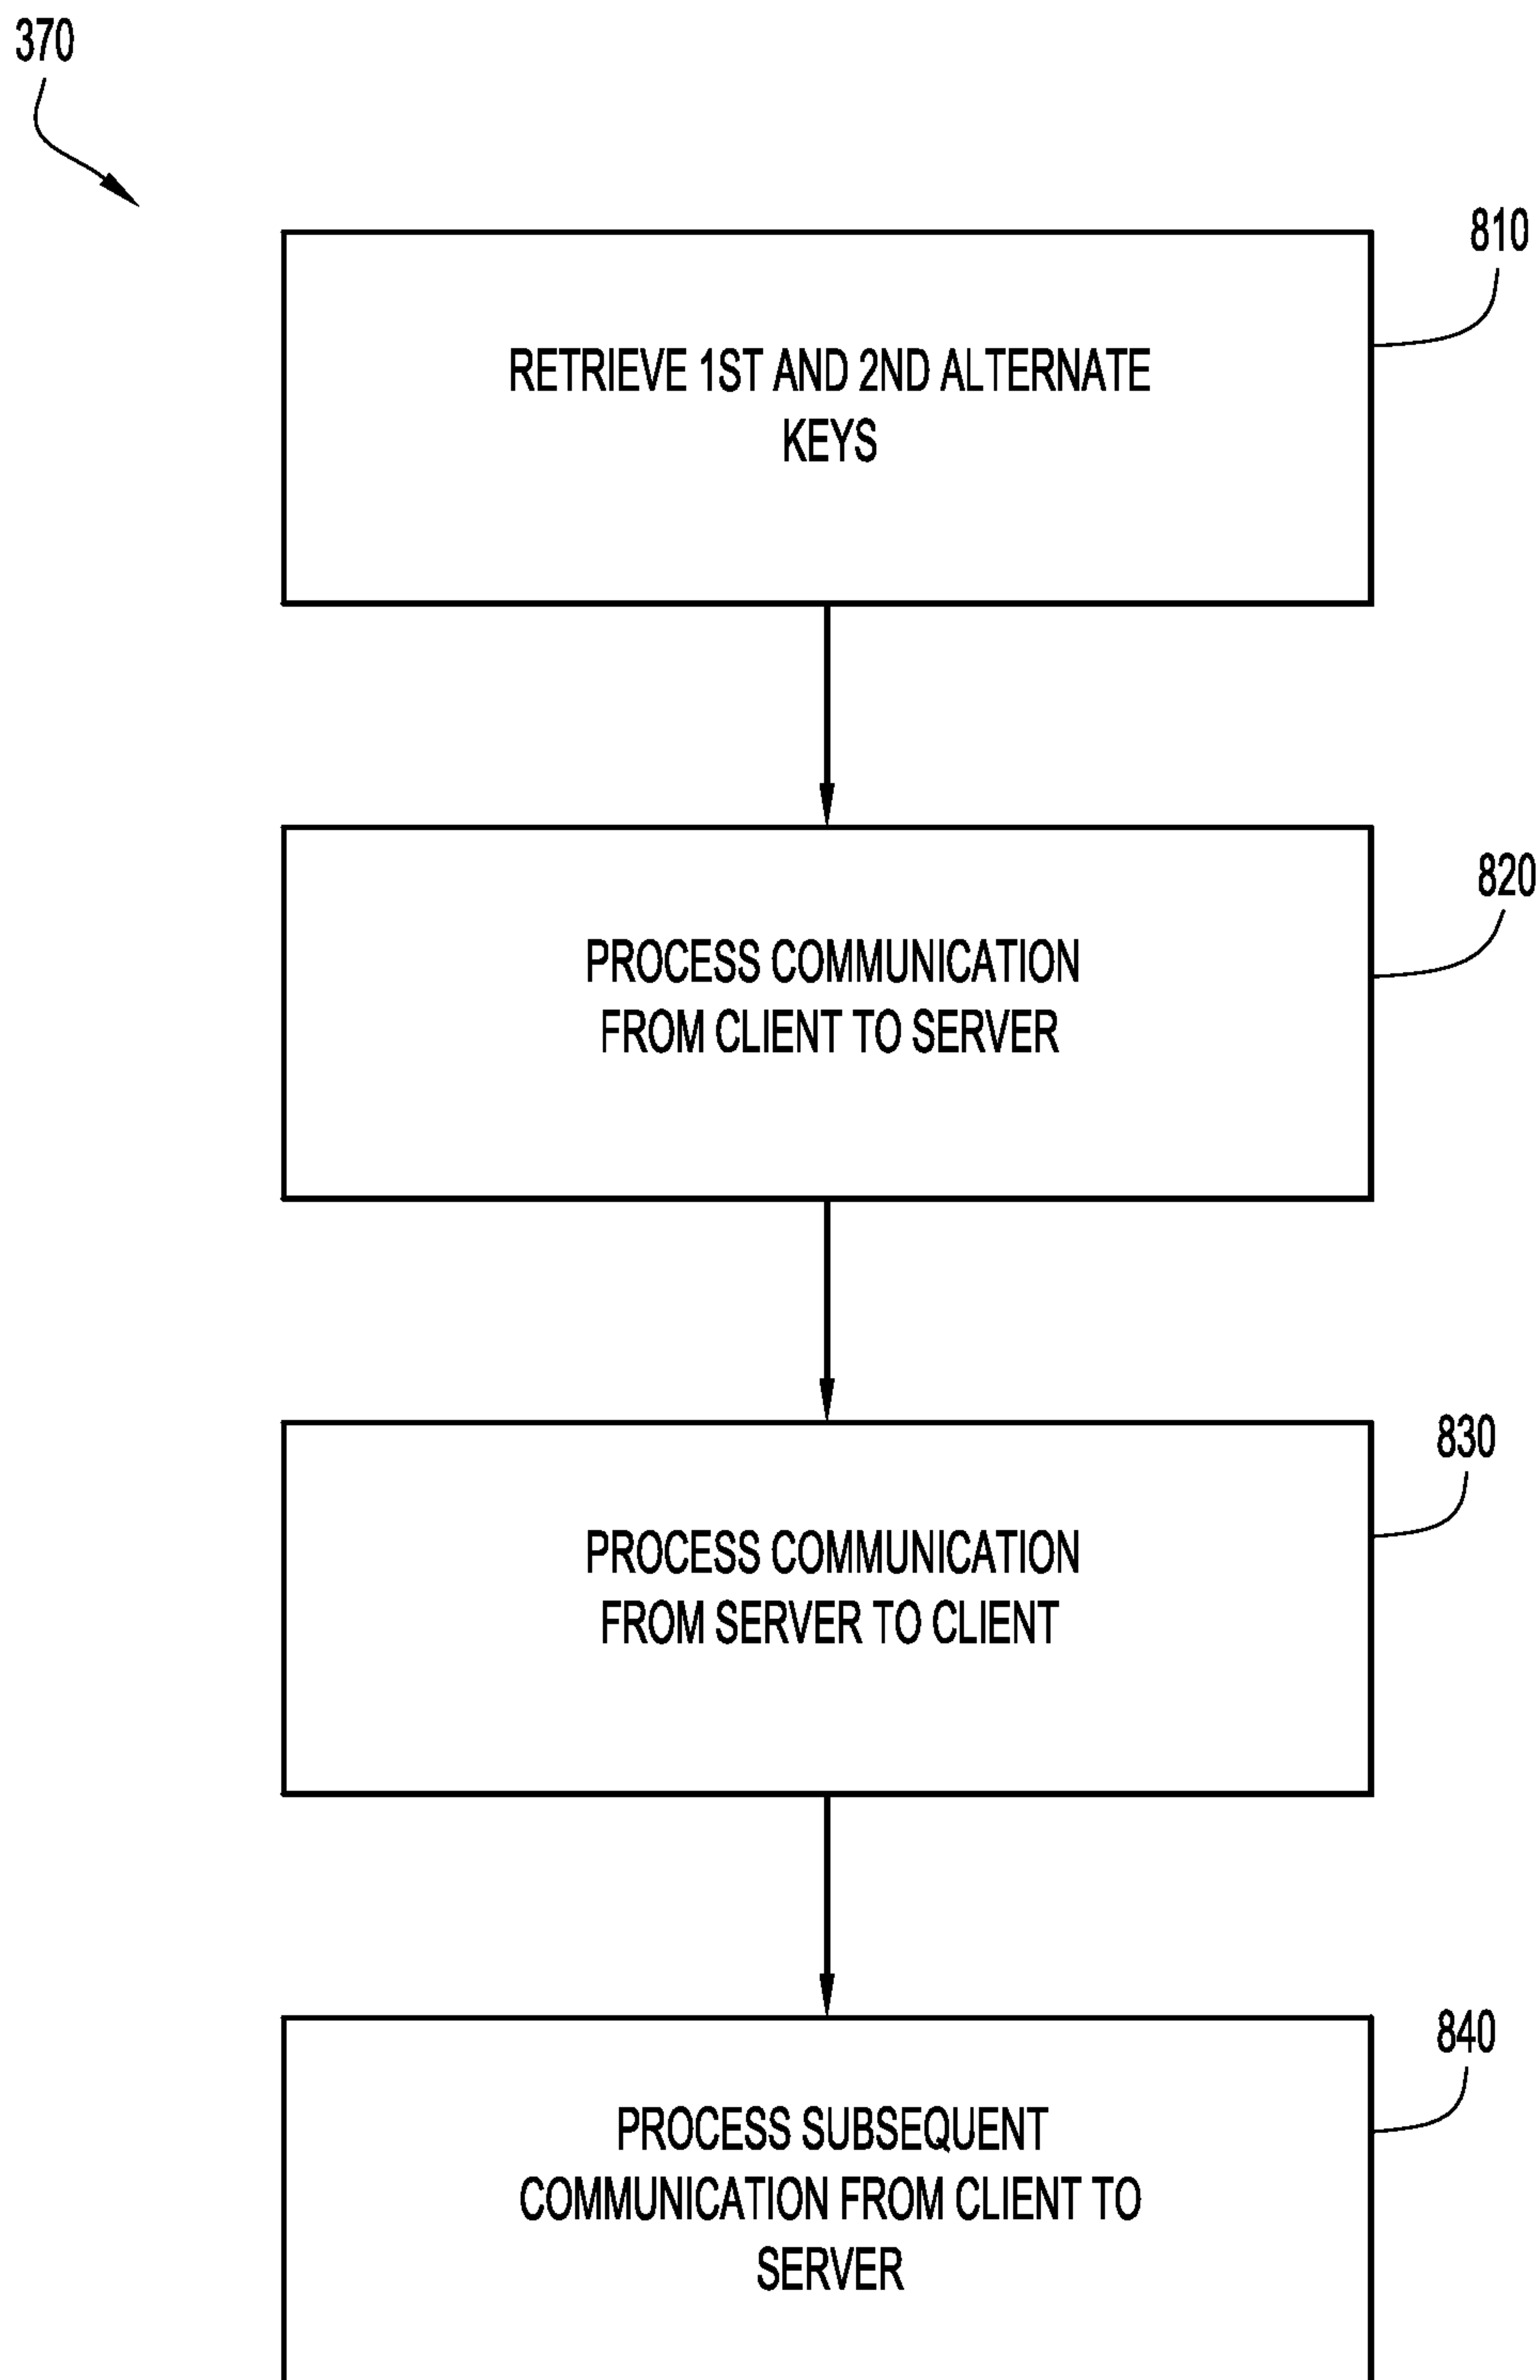 370
810
RETRIEVE 1ST AND 2ND ALTERNATE
KEYS
820
PROCESS COMMUNICATION
FROM CLIENT TO SERVER
830
PROCESS COMMUNICATION
FROM SERVER TO CLIENT
840
PROCESS SUBSEQUENT
COMMUNICATION FROM CLIENT TO
SERVER